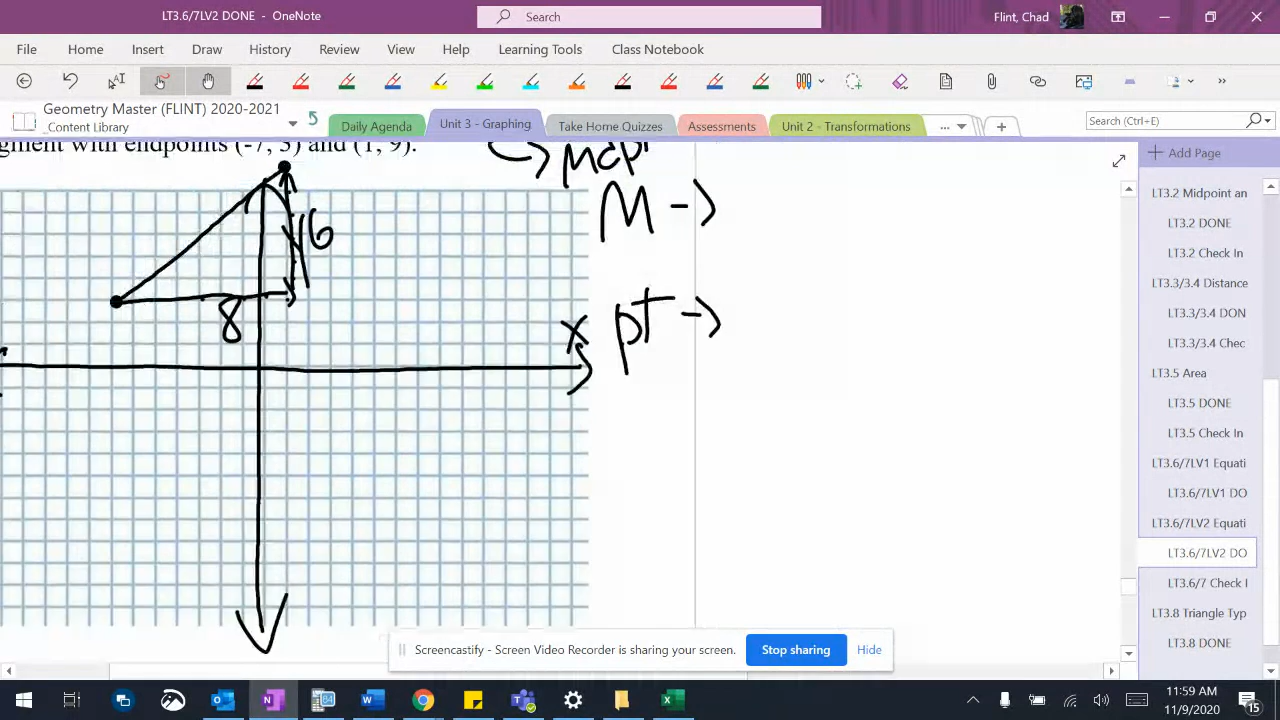 LT3.6/7LV2 DONE - OneNote
Search
Flint, Chad
File Home Insert Draw History Review View Help Learning Tools Class Notebook
Geometry Master (FLINT) 2020-2021
Content Library
Daily Agenda
Unit 3 - Graphing
Take Home Quizzes
Assessments
Unit 2 - Transformations
...
Search (Ctrl+E)
gment with endpoints (-7, 3) and (1, 9).
M ->
pt ->
6
8
x
Add Page
LT3.2 Midpoint an
LT3.2 DONE
LT3.2 Check In
LT3.3/3.4 Distance
LT3.3/3.4 DON
LT3.3/3.4 Chec
LT3.5 Area
LT3.5 DONE
LT3.5 Check In
LT3.6/7LV1 Equati
LT3.6/7LV1 DO
LT3.6/7LV2 Equati
LT3.6/7LV2 DO
LT3.6/7 Check I
LT3.8 Triangle Typ
LT3.8 DONE
Screencastify - Screen Video Recorder is sharing your screen.
Stop sharing
Hide
11:59 AM
11/9/2020
15